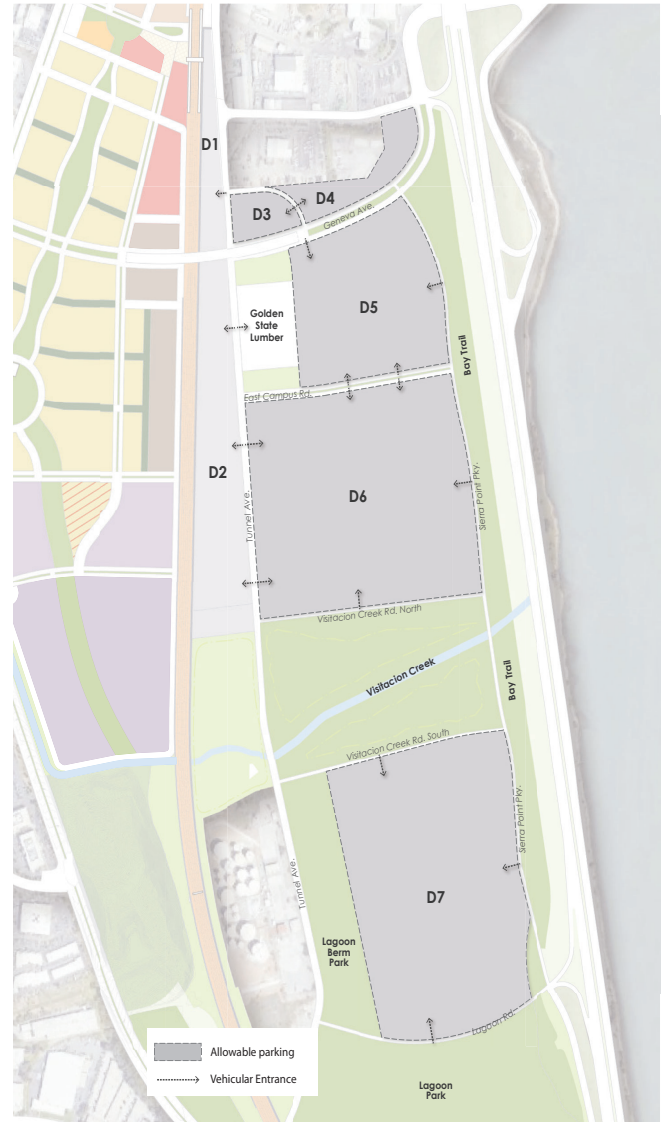 D1
D4
D3
Geneva Ave.
Golden
State
Lumber
D5
Bay Trail
East Campus Rd.
D2
D6
Tunnel Ave.
Sierra Point Pky.
Visitacion Creek Rd. North
Visitacion Creek
Bay Trail
Visitacion Creek Rd. South
Sierra Point Pky.
Tunnel Ave.
D7
Lagoon
Berm
Park
Lagoon Rd.
Allowable parking
Vehicular Entrance
Lagoon
Park